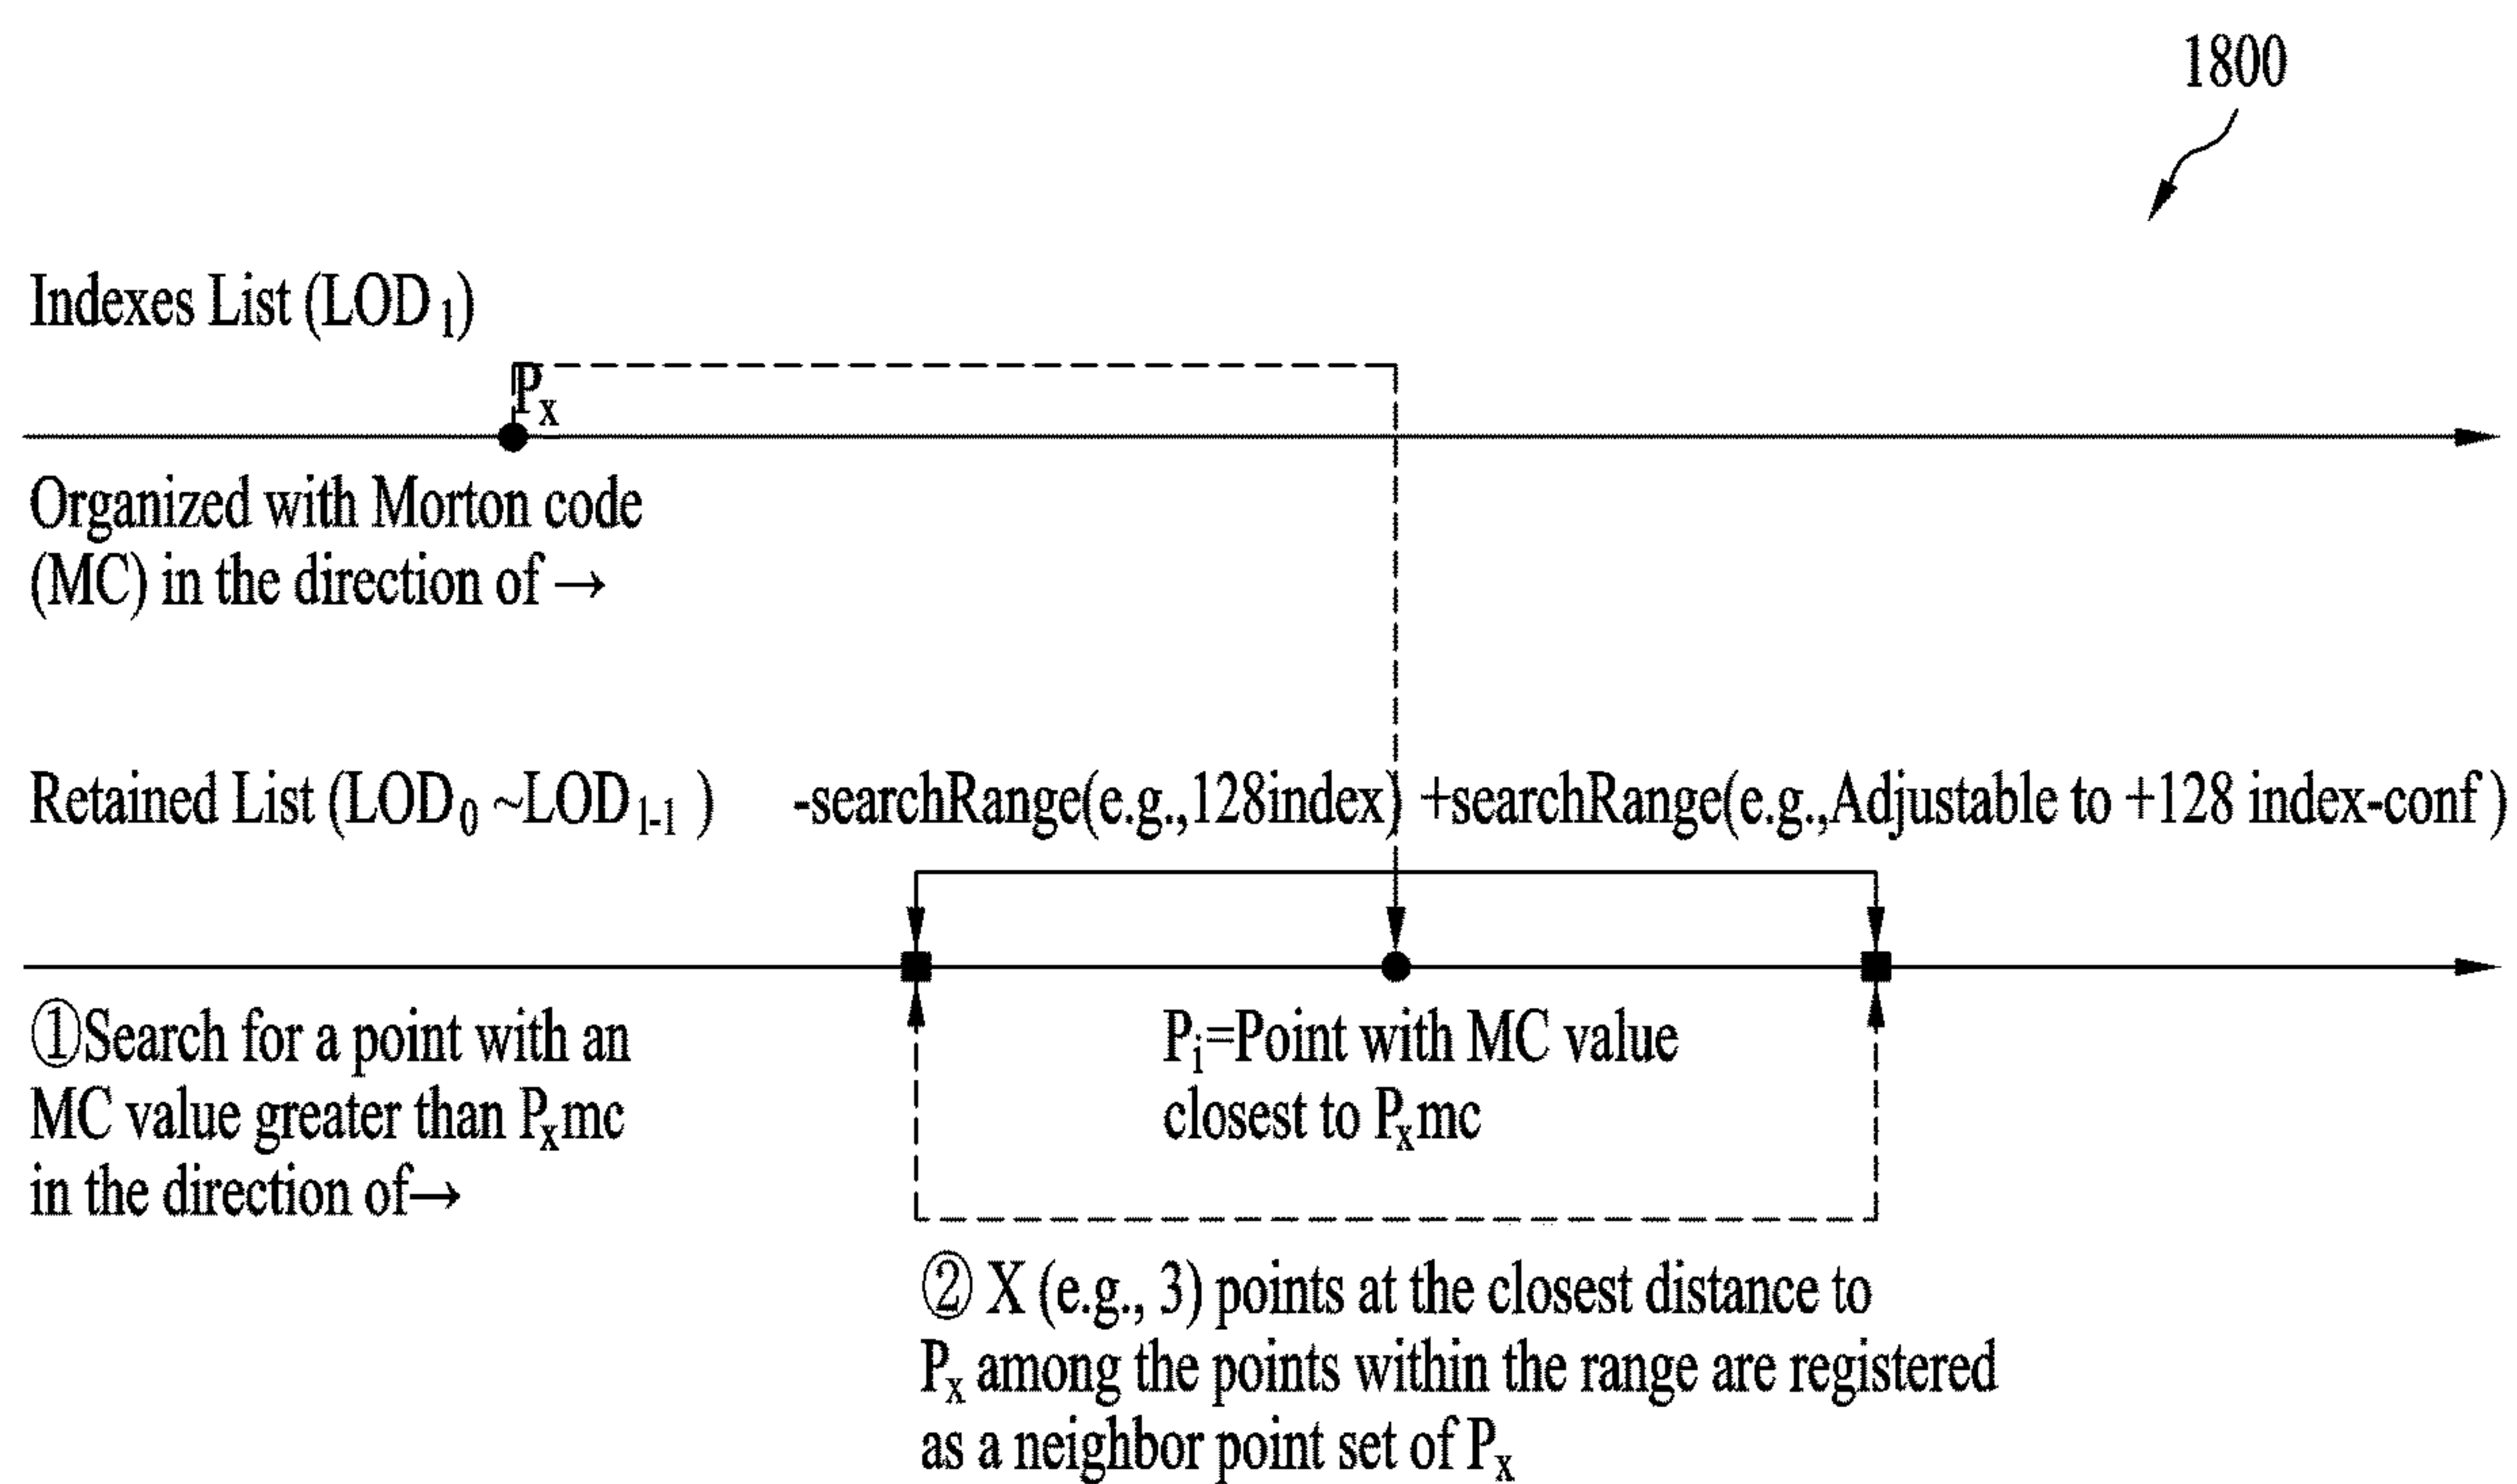 1800
Indexes List (LOD₁)
Pₓ
Organized with Morton code
(MC) in the direction of →
Retained List (LOD₀ ~LOD₁₋₁ )
-searchRange(e.g.,128index)
+searchRange(e.g.,Adjustable to +128 index-conf )
①Search for a point with an
MC value greater than Pₓmc
in the direction of→
Pᵢ=Point with MC value
closest to Pₓmc
② X (e.g., 3) points at the closest distance to
Pₓ among the points within the range are registered
as a neighbor point set of Pₓ